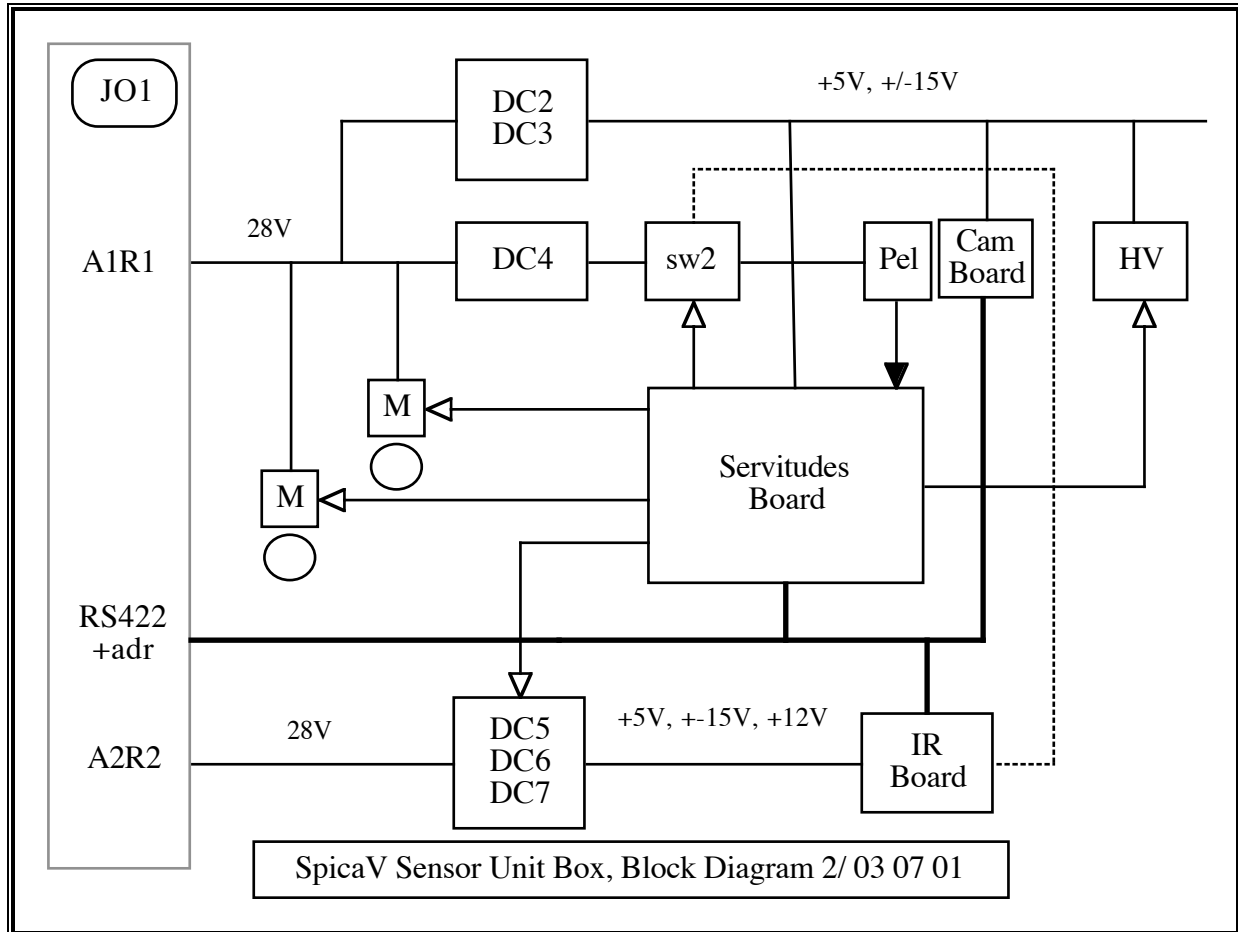 JO1
DC2
DC3
+5V, +/-15V
A1R1
28V
DC4
sw2
Pel
Cam
Board
HV
M
M
Servitudes
Board
RS422
+adr
A2R2
28V
DC5
DC6
DC7
+5V, +-15V, +12V
IR
Board
SpicaV Sensor Unit Box, Block Diagram 2/ 03 07 01